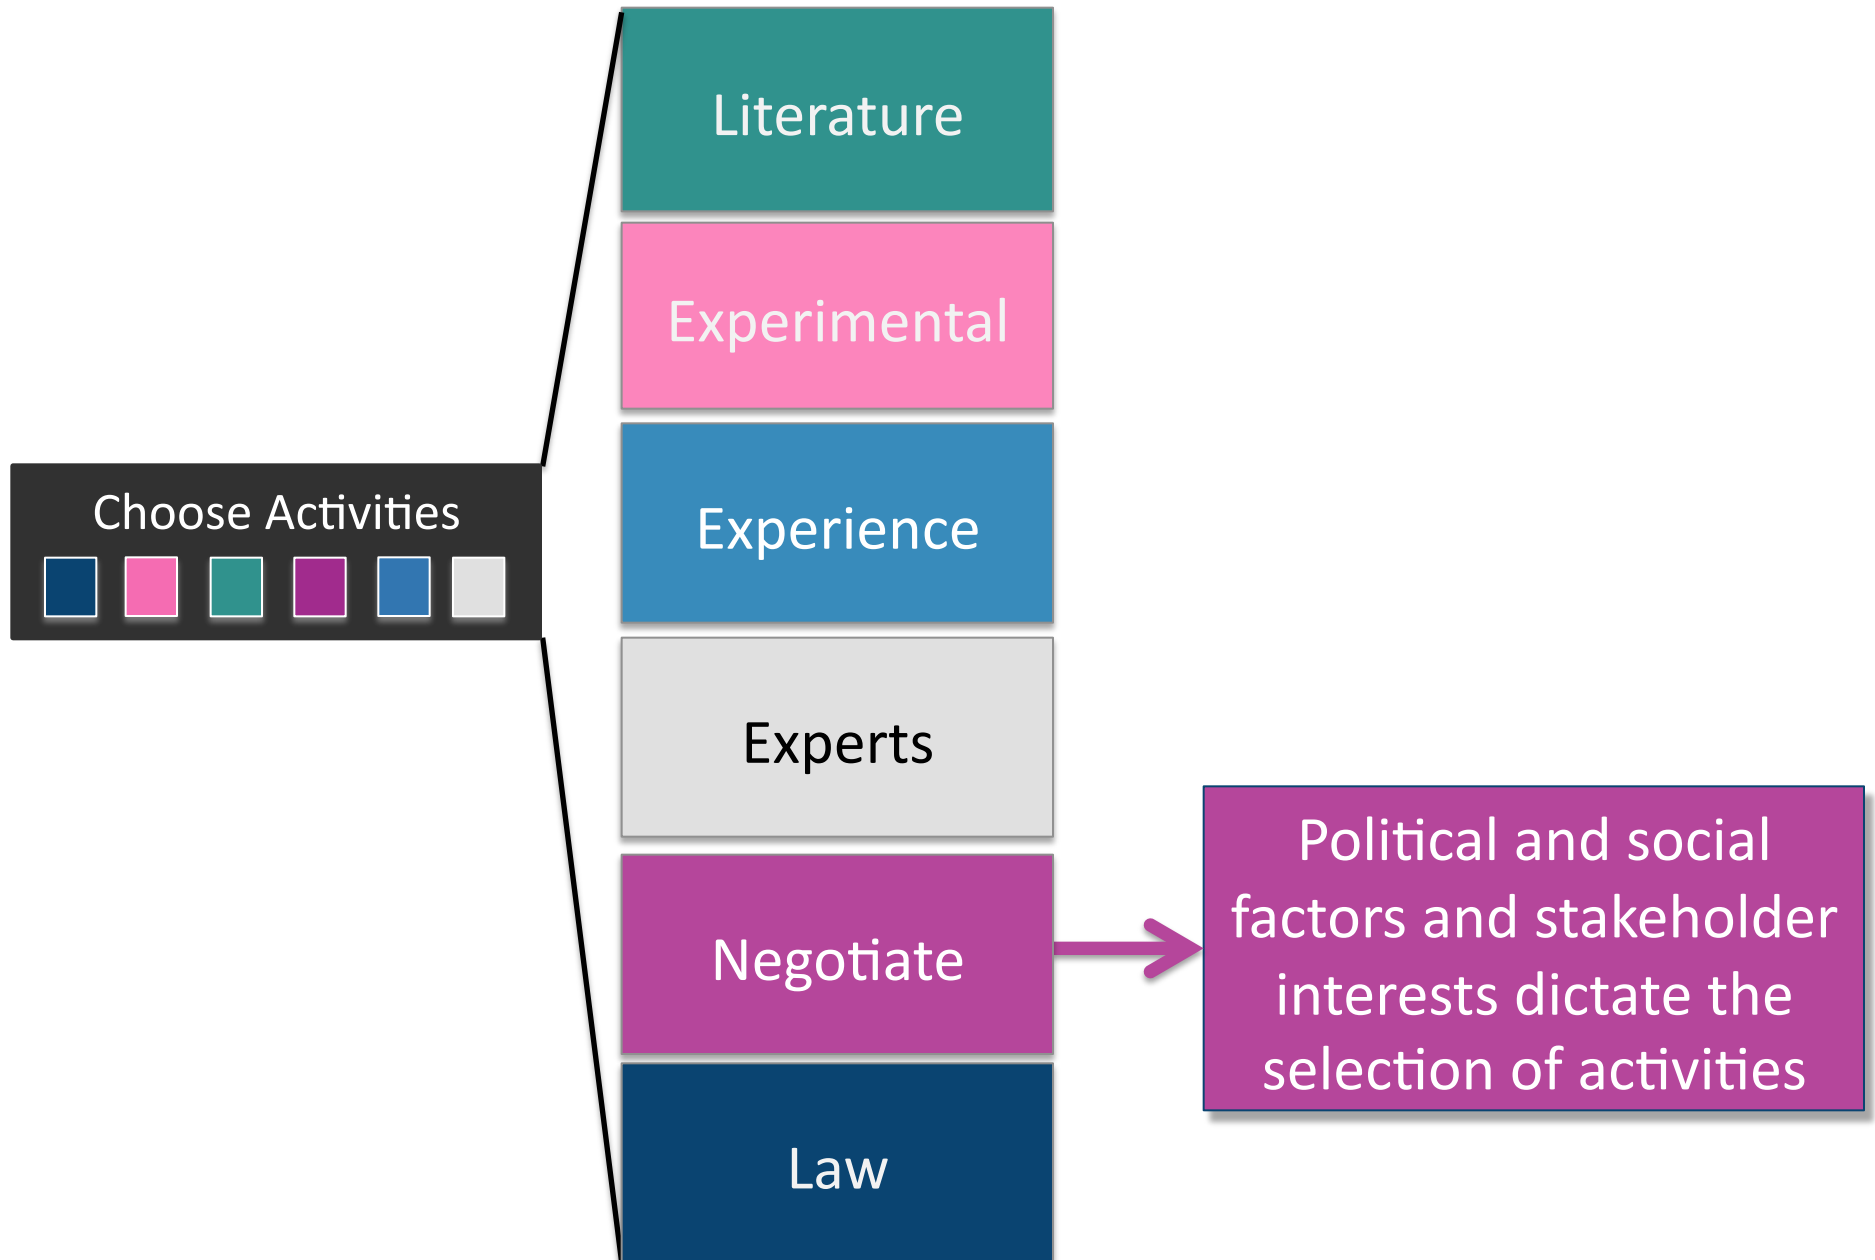 Literature
Experimental
Choose Activities
Experience
Experts
Negotiate
Political and social
factors and stakeholder
interests dictate the
selection of activities
Law